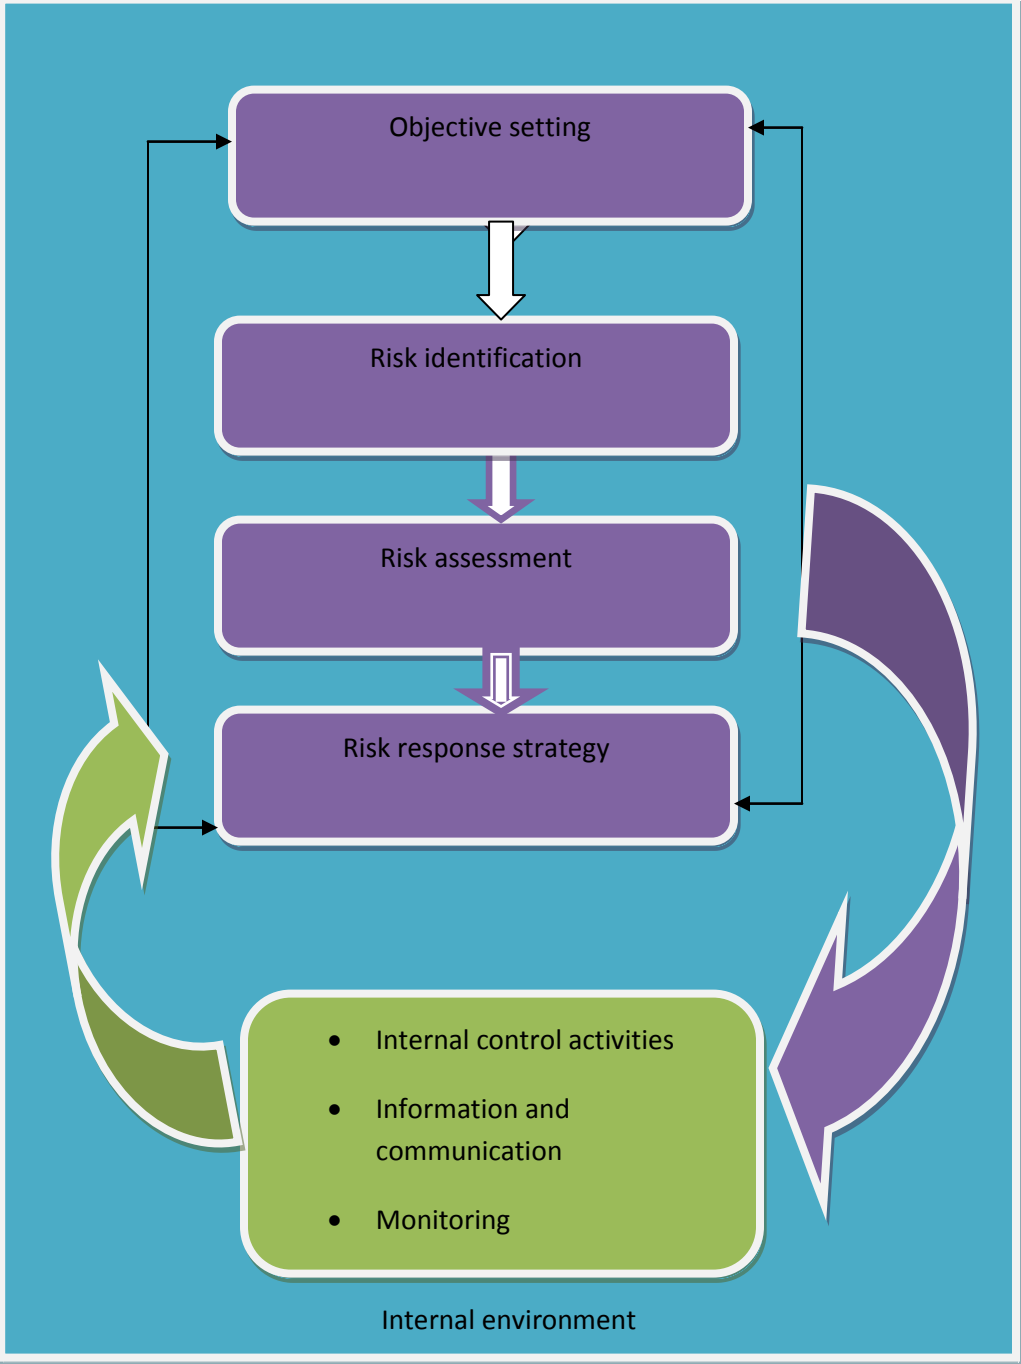 Objective setting
Risk identification
Risk assessment
Risk response strategy
• Internal control activities
• Information and
communication
• Monitoring
Internal environment